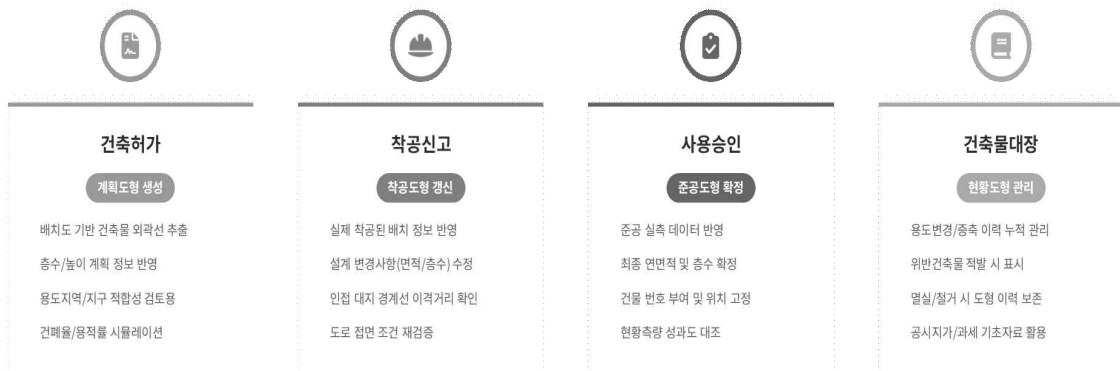 건축허가
계획도형 생성
배치도 기반 건축물 외곽선 추출
층수/높이 계획 정보 반영
용도지역/지구 적합성 검토용
건폐율/용적률 시뮬레이션
착공신고
착공도형 갱신
실제 착공된 배치 정보 반영
설계 변경사항(면적/층수) 수정
인접 대지 경계선 이격거리 확인
도로 접면 조건 재검증
사용승인
준공도형 확정
준공 실측 데이터 반영
최종 연면적 및 층수 확정
건물 번호 부여 및 위치 고정
현황측량 성과도 대조
건축물대장
현황도형 관리
용도변경/증축 이력 누적 관리
위반건축물 적발 시 표시
멸실/철거 시 도형 이력 보존
공시지가/과세 기초자료 활용